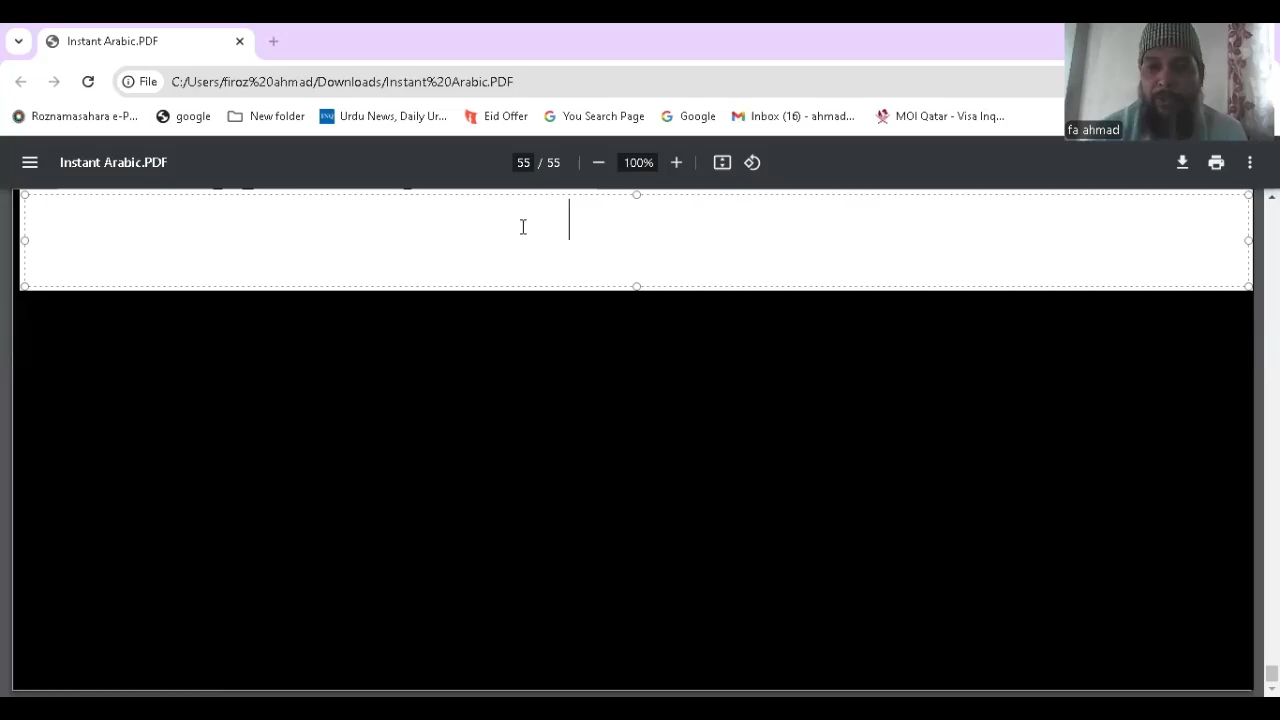 Instant Arabic.PDF
File C:/Users/firoz%20ahmad/Downloads/Instant%20Arabic.PDF
Roznamasahara e-P... google New folder Urdu News, Daily Ur... Eid Offer You Search Page Google Inbox (16) - ahmad... MOI Qatar - Visa Inq...
fa ahmad
Instant Arabic.PDF 55 / 55 100%